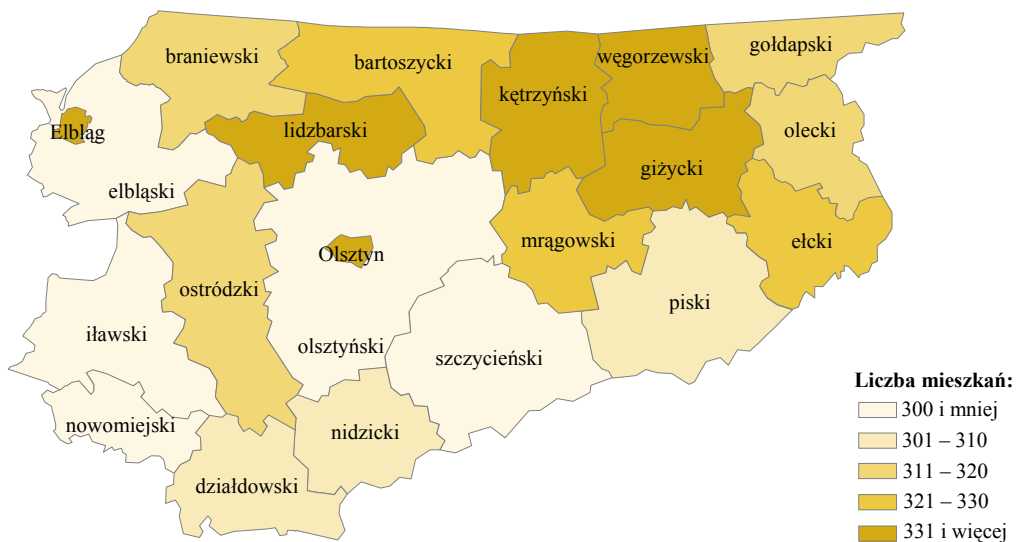 braniewski
bartoszycki
węgorzewski
gołdapski
kętrzyński
Elbląg
lidzbarski
olecki
giżycki
elbląski
mrągowski
ełcki
Olsztyn
ostródzki
piski
iławski
olsztyński
szczycieński
nowomiejski
nidzicki
działdowski
Liczba mieszkań:
300 i mniej
301 – 310
311 – 320
321 – 330
331 i więcej